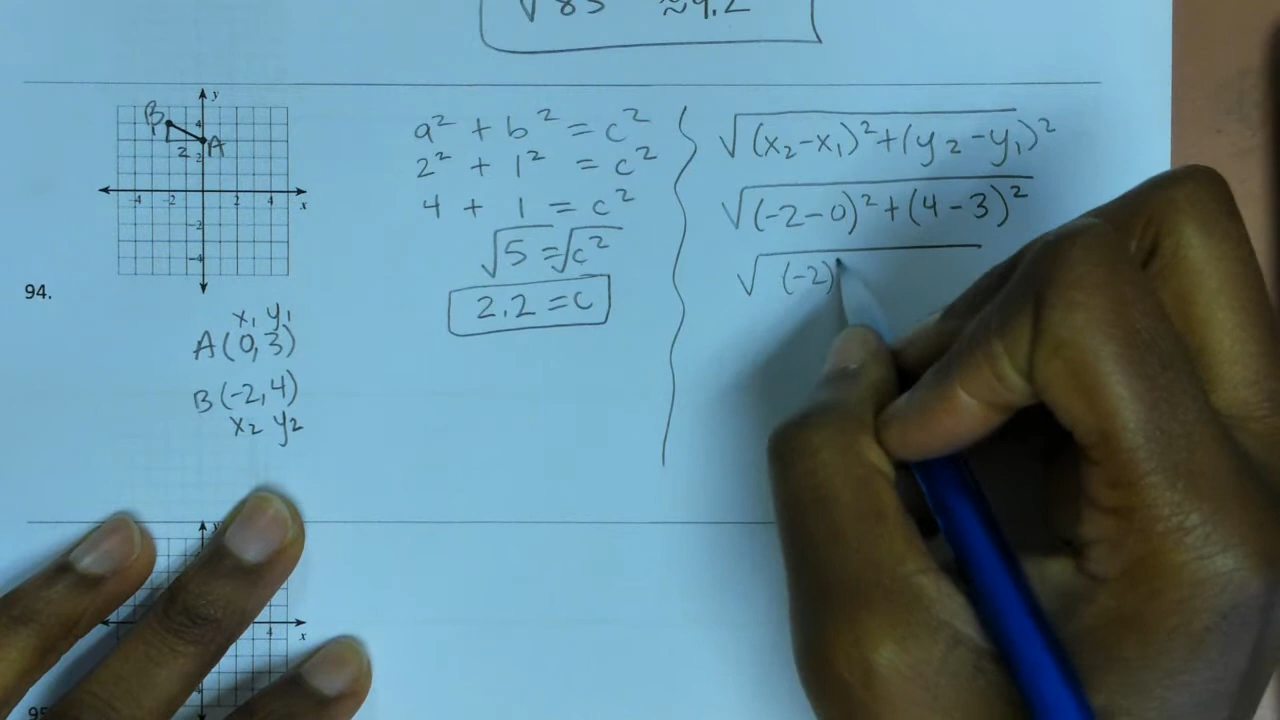 √85 ≈9.2
94.
y
B
4
A
2
2
-4 -2 2 4 x
-2
-4
x₁ y₁
A(0,3)
B(-2,4)
x₂ y₂
a² + b² = c²
2² + 1² = c²
4 + 1 = c²
√5 = √c²
2.2 = c
√(x₂-x₁)²+(y₂-y₁)²
√(-2-0)²+(4-3)²
√(-2)
y
4 x